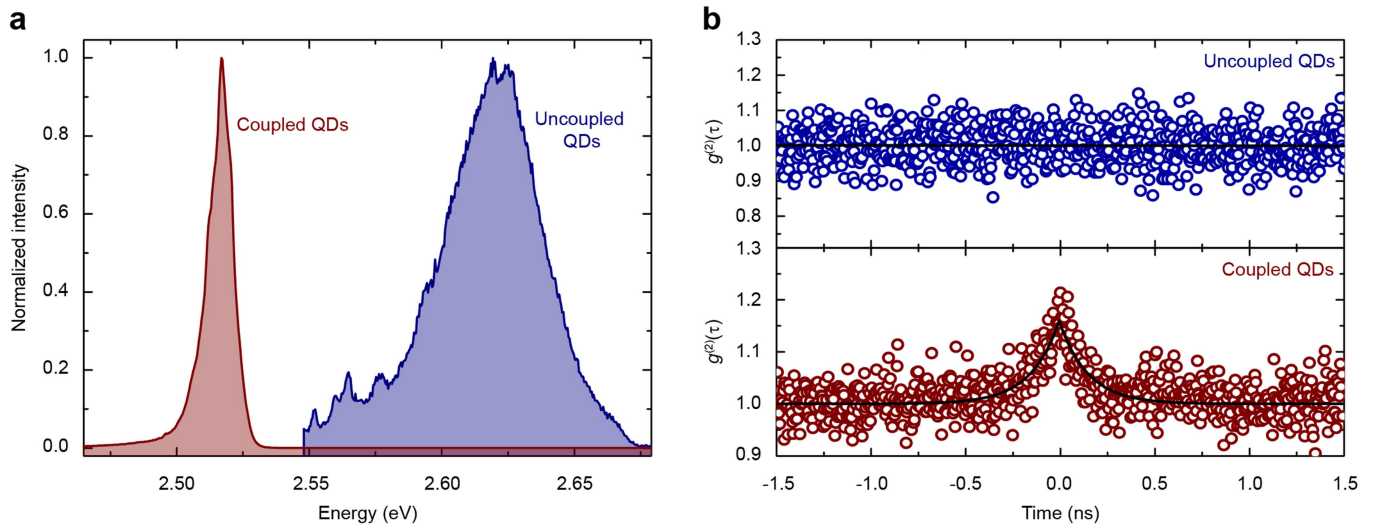 a
Normalized intensity
1.0
0.8
0.6
0.4
0.2
0.0
Coupled QDs
Uncoupled
QDs
2.50
2.55
2.60
2.65
Energy (eV)
b
g(2)(τ)
1.3
1.2
1.1
1.0
0.9
0.8
Uncoupled QDs
g(2)(τ)
1.3
1.2
1.1
1.0
0.9
Coupled QDs
-1.5
-1.0
-0.5
0.0
0.5
1.0
1.5
Time (ns)